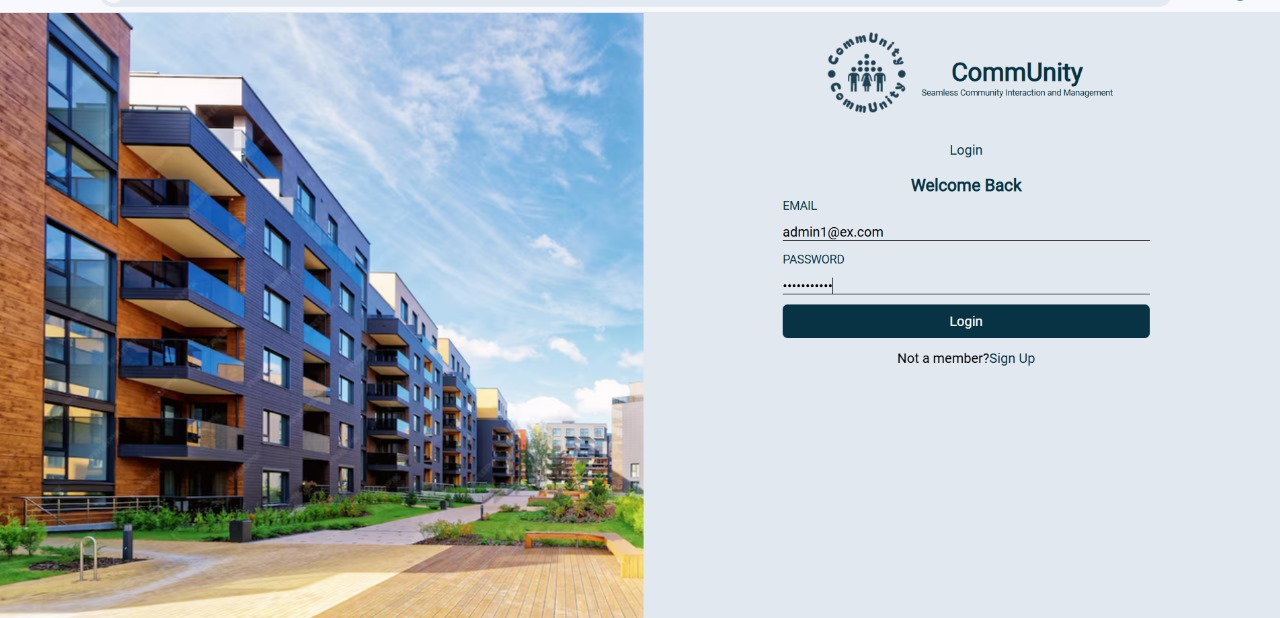 CommUnity
CommUnity
CommUnity
Seamless Community Interaction and Management
Login
Welcome Back
EMAIL
admin1@ex.com
PASSWORD
•••••••••••
Login
Not a member?Sign Up